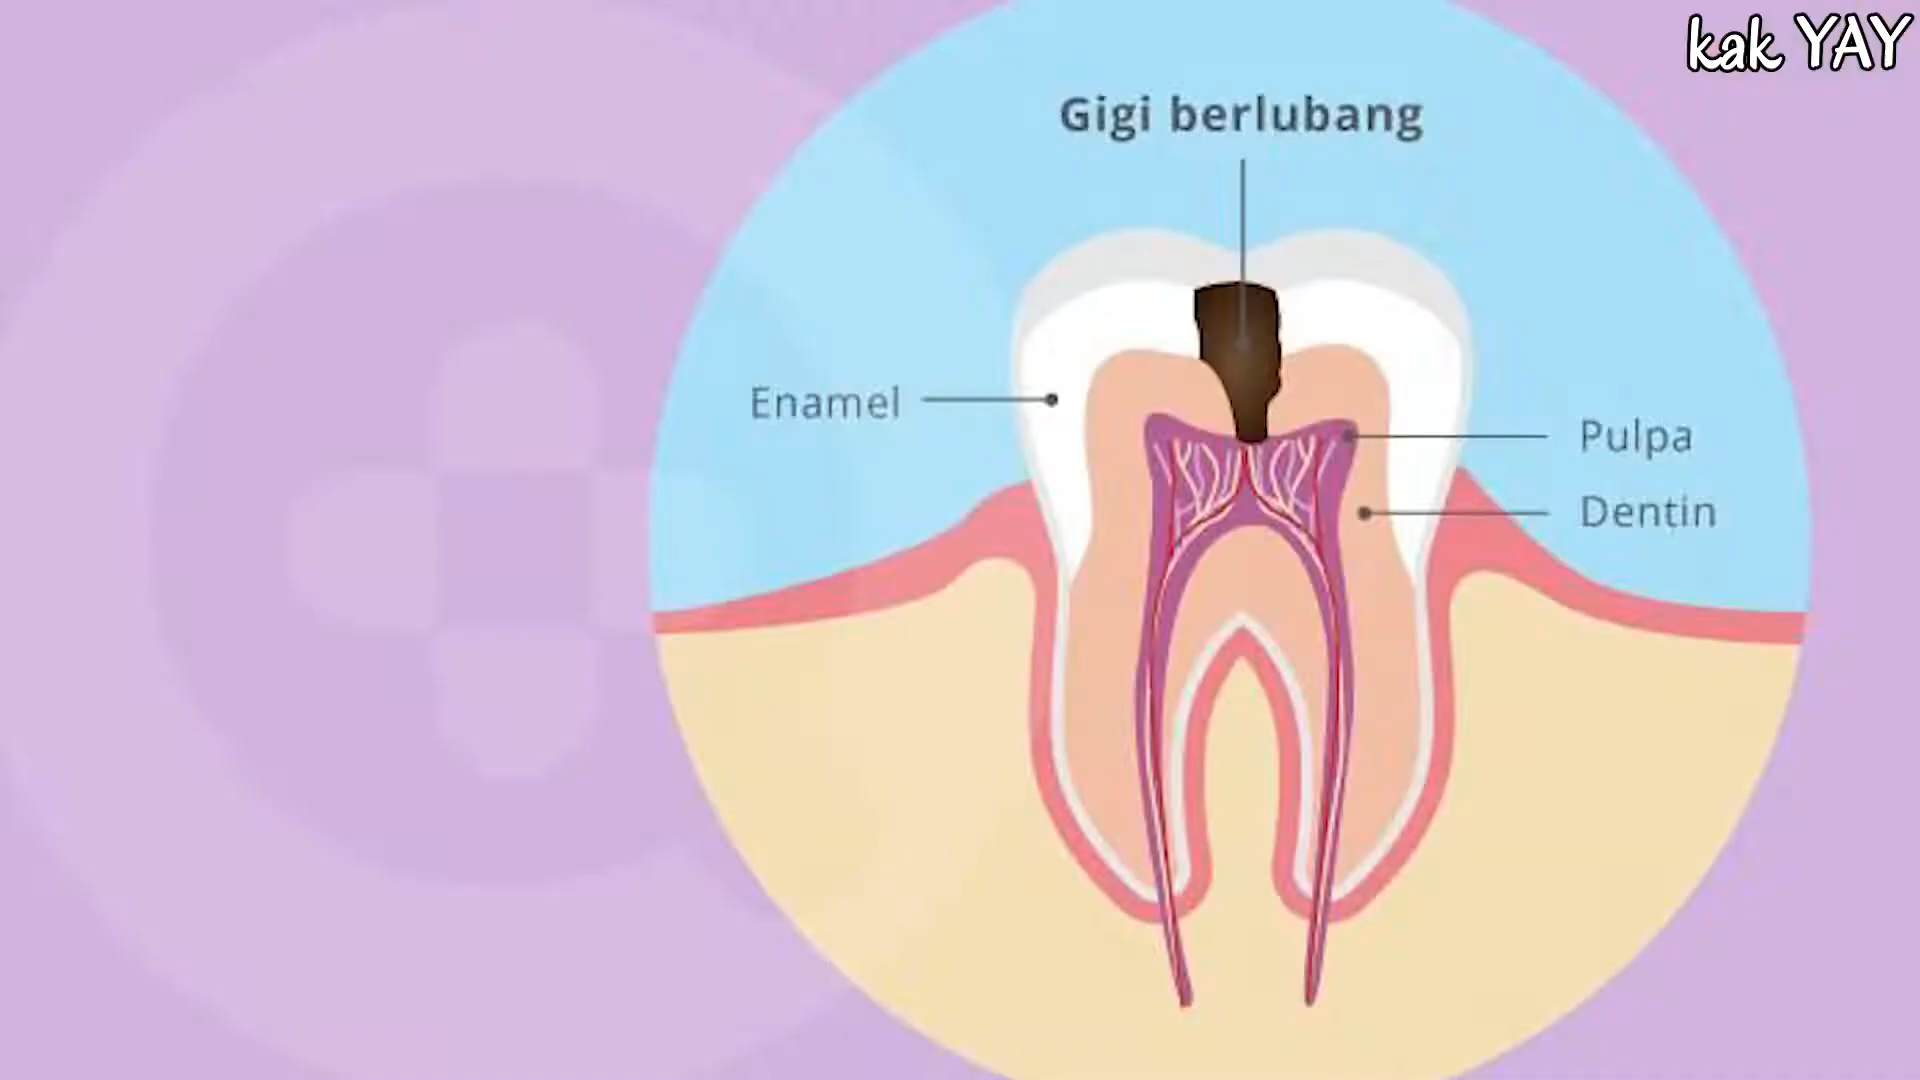 kak YAY
Gigi berlubang
Enamel
Pulpa
Dentin